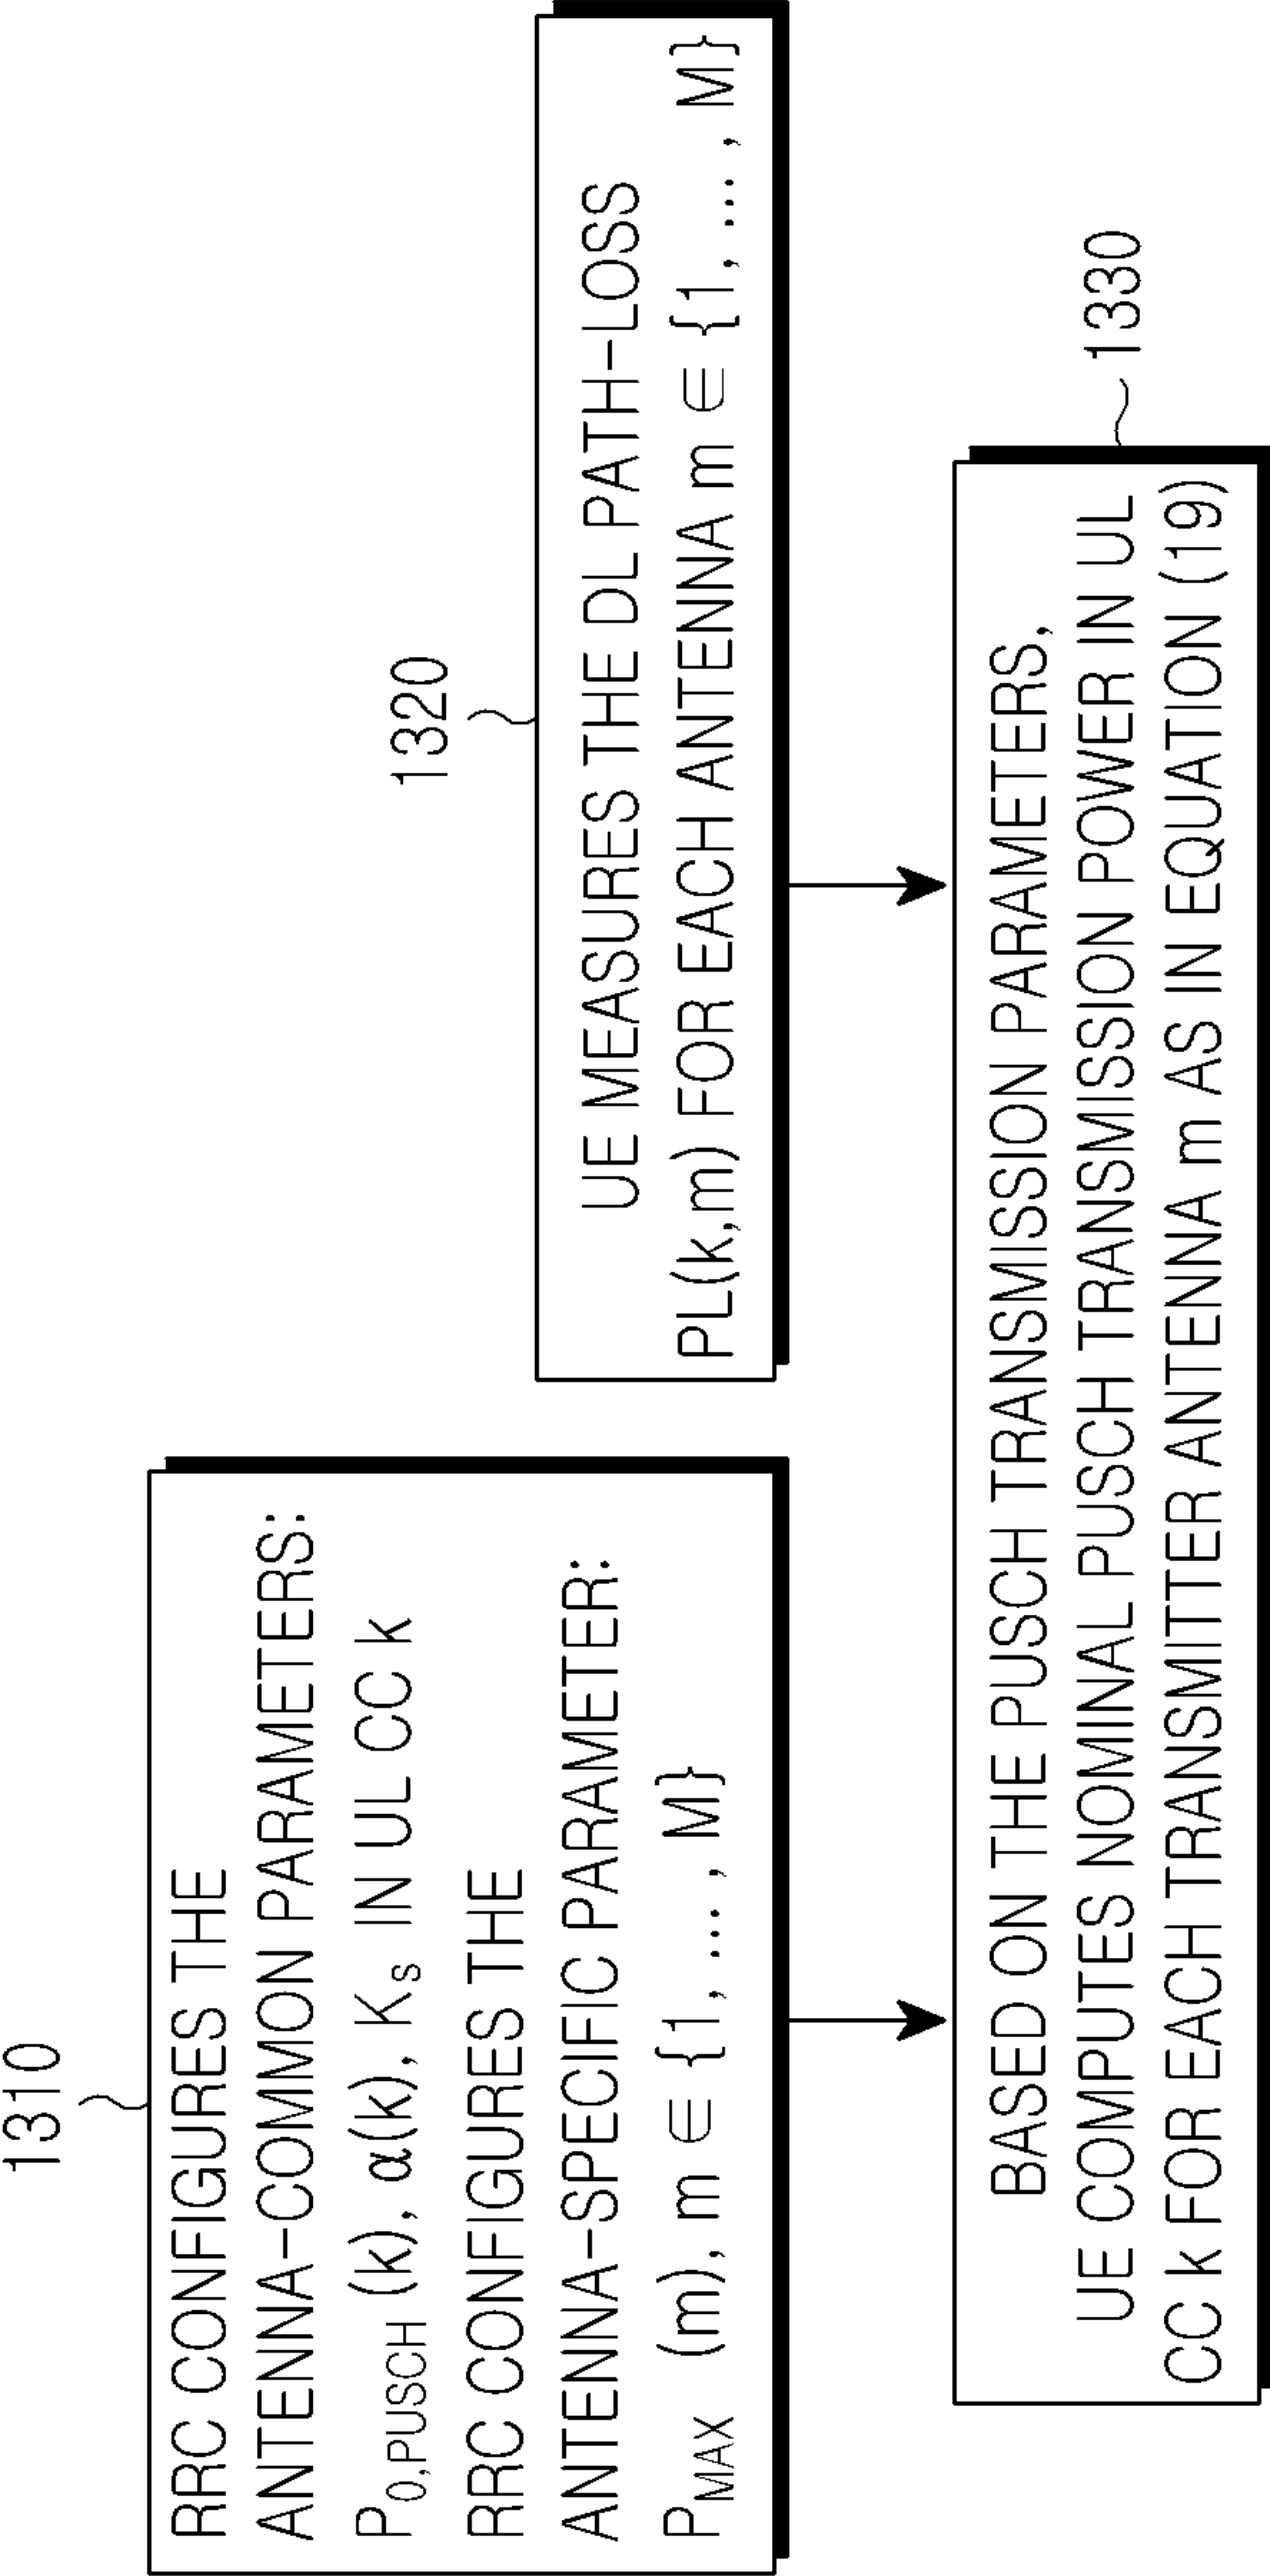 1310
RRC CONFIGURES THE
ANTENNA-COMMON PARAMETERS:
P0,PUSCH (k), α(k), Ks IN UL CC k
RRC CONFIGURES THE
ANTENNA-SPECIFIC PARAMETER:
PMAX (m), m ∈ {1, ... , M}
1320
UE MEASURES THE DL PATH-LOSS
PL(k,m) FOR EACH ANTENNA m ∈ {1, ... , M}
BASED ON THE PUSCH TRANSMISSION PARAMETERS,
UE COMPUTES NOMINAL PUSCH TRANSMISSION POWER IN UL
CC k FOR EACH TRANSMITTER ANTENNA m AS IN EQUATION (19)
1330